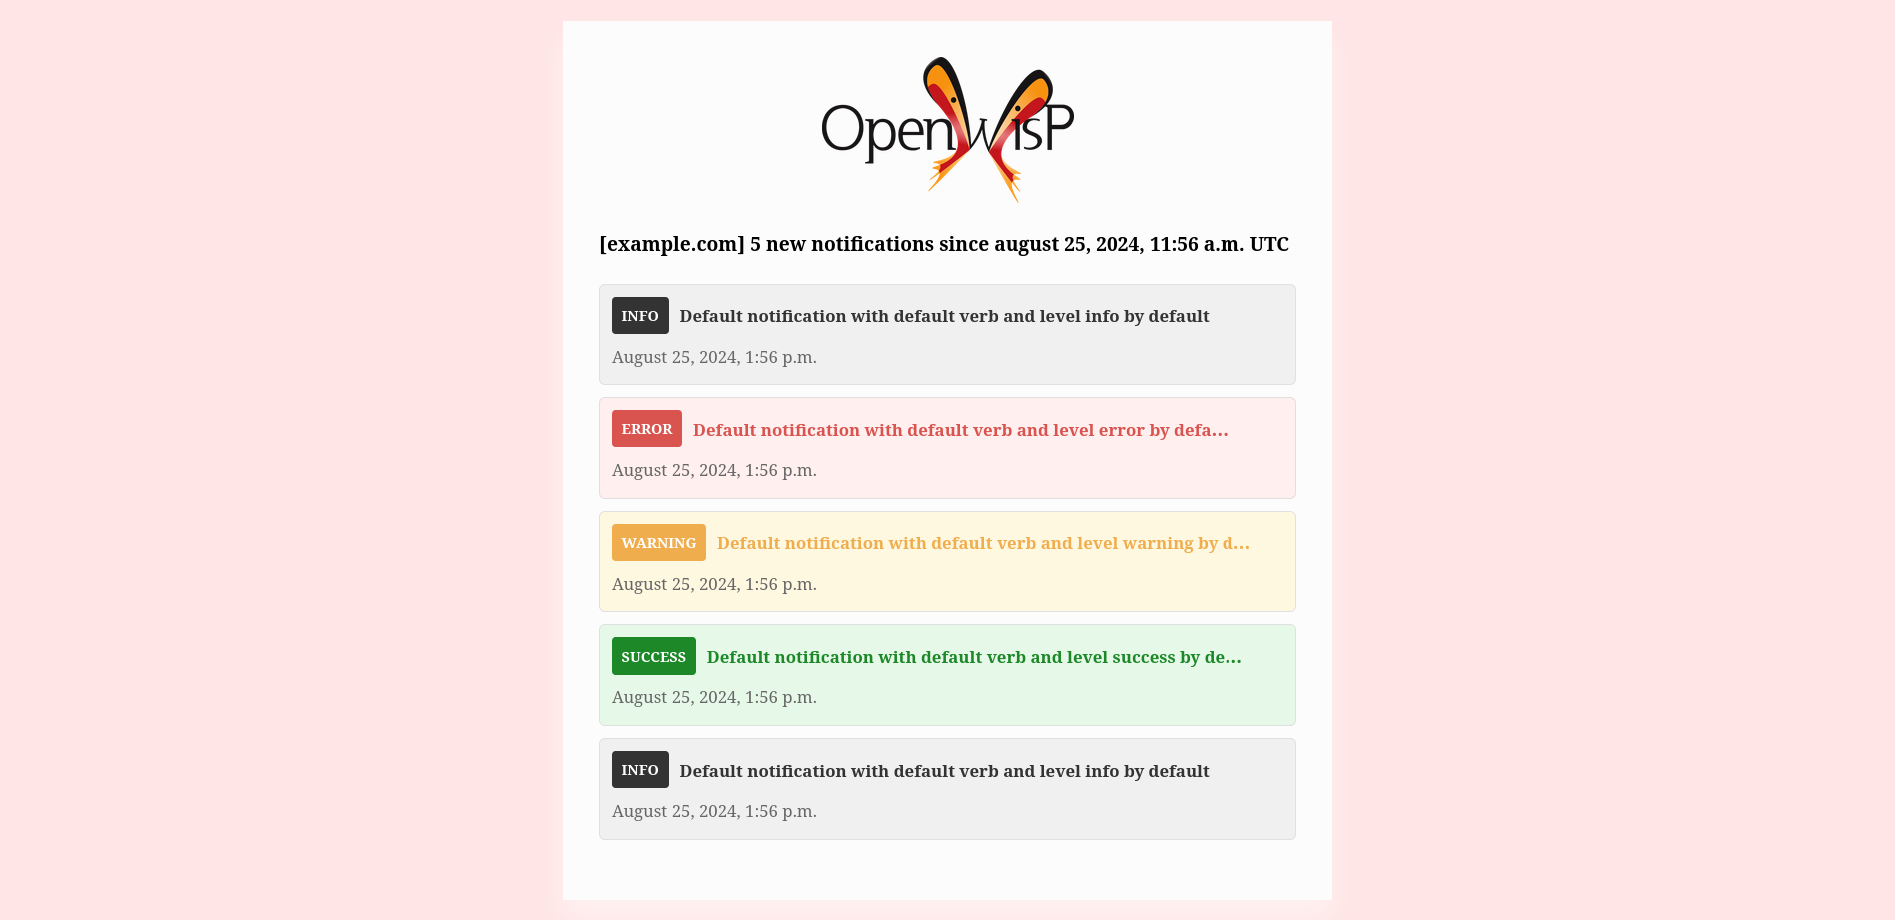 OpenWisP
[example.com] 5 new notifications since august 25, 2024, 11:56 a.m. UTC
INFO Default notification with default verb and level info by default
August 25, 2024, 1:56 p.m.
ERROR Default notification with default verb and level error by defa...
August 25, 2024, 1:56 p.m.
WARNING Default notification with default verb and level warning by d...
August 25, 2024, 1:56 p.m.
SUCCESS Default notification with default verb and level success by de...
August 25, 2024, 1:56 p.m.
INFO Default notification with default verb and level info by default
August 25, 2024, 1:56 p.m.